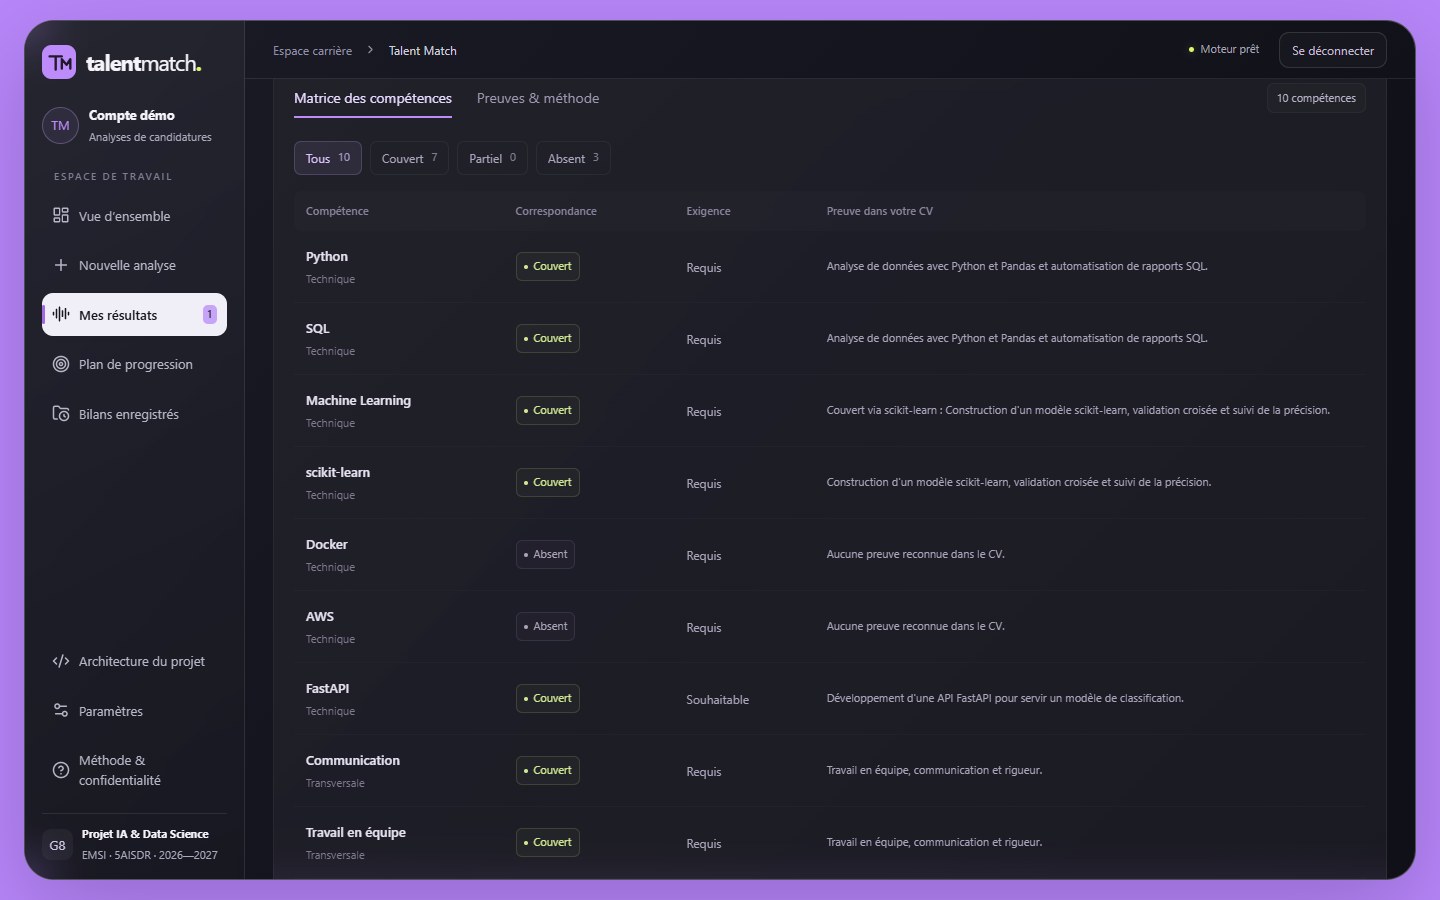 TM talentmatch.
TM
Compte démo
Analyses de candidatures
ESPACE DE TRAVAIL
Vue d'ensemble
Nouvelle analyse
Mes résultats 1
Plan de progression
Bilans enregistrés
Architecture du projet
Paramètres
Méthode &
confidentialité
G8
Projet IA & Data Science
EMSI · 5AISDR · 2026—2027
Espace carrière > Talent Match
Moteur prêt
Se déconnecter
Matrice des compétences
Preuves & méthode
10 compétences
Tous 10
Couvert 7
Partiel 0
Absent 3
Compétence Correspondance Exigence Preuve dans votre CV
Python
Technique
Couvert
Requis
Analyse de données avec Python et Pandas et automatisation de rapports SQL.
SQL
Technique
Couvert
Requis
Analyse de données avec Python et Pandas et automatisation de rapports SQL.
Machine Learning
Technique
Couvert
Requis
Couvert via scikit-learn : Construction d'un modèle scikit-learn, validation croisée et suivi de la précision.
scikit-learn
Technique
Couvert
Requis
Construction d'un modèle scikit-learn, validation croisée et suivi de la précision.
Docker
Technique
Absent
Requis
Aucune preuve reconnue dans le CV.
AWS
Technique
Absent
Requis
Aucune preuve reconnue dans le CV.
FastAPI
Technique
Couvert
Souhaitable
Développement d'une API FastAPI pour servir un modèle de classification.
Communication
Transversale
Couvert
Requis
Travail en équipe, communication et rigueur.
Travail en équipe
Transversale
Couvert
Requis
Travail en équipe, communication et rigueur.